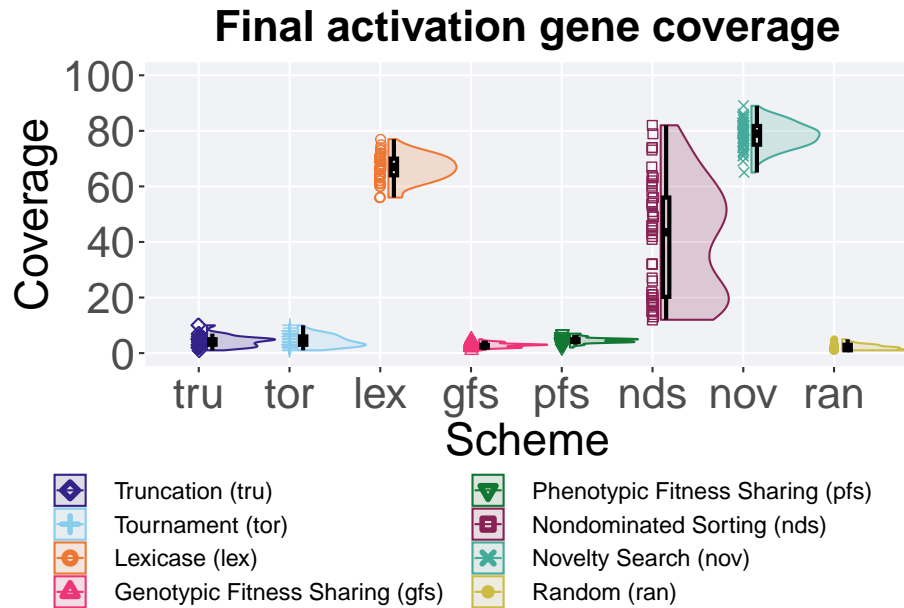 Final activation gene coverage
100
80
60
40
20
0
Coverage
tru tor lex gfs pfs nds nov ran
Scheme
Truncation (tru)
Tournament (tor)
Lexicase (lex)
Genotypic Fitness Sharing (gfs)
Phenotypic Fitness Sharing (pfs)
Nondominated Sorting (nds)
Novelty Search (nov)
Random (ran)